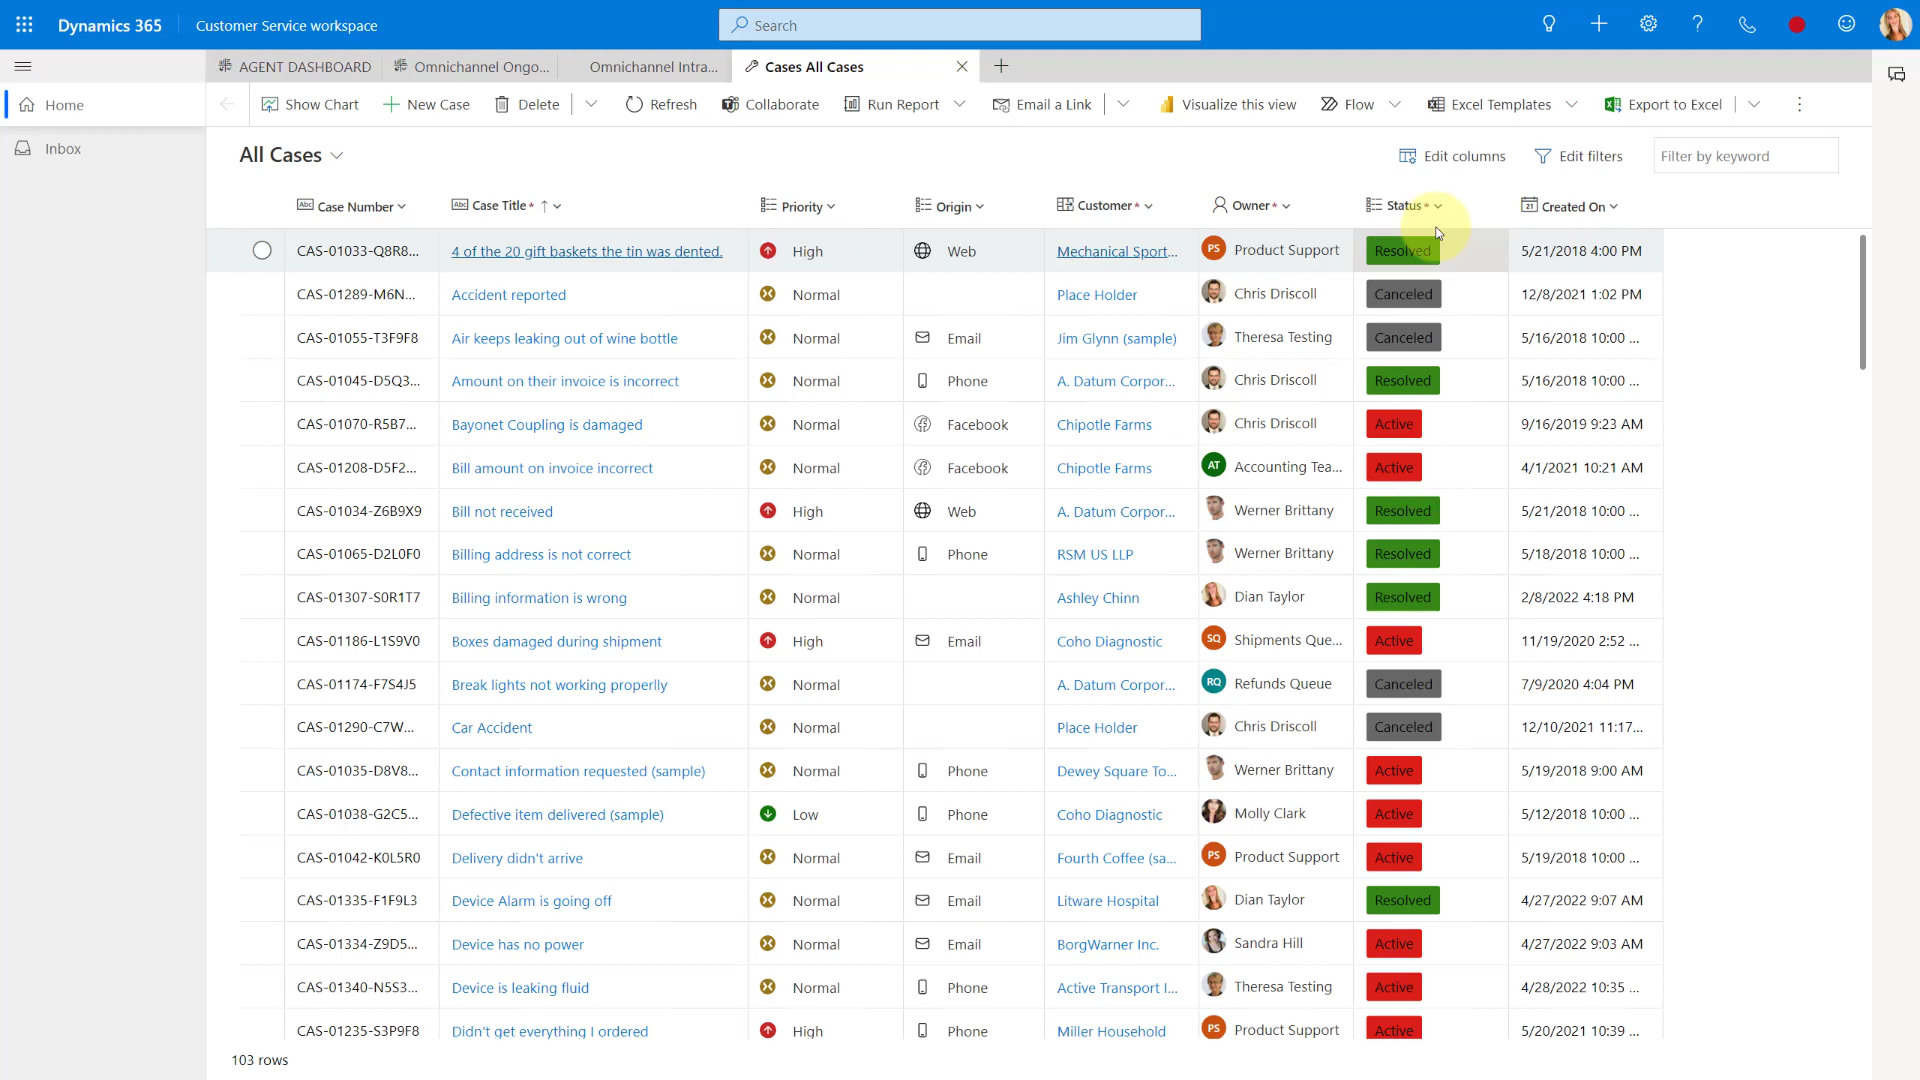 Dynamics 365 Customer Service workspace Search
AGENT DASHBOARD Omnichannel Ongo... Omnichannel Intra... Cases All Cases
Home
Inbox
Show Chart New Case Delete Refresh Collaborate Run Report Email a Link Visualize this view Flow Excel Templates Export to Excel
All Cases Edit columns Edit filters Filter by keyword
Abc Case Number Abc Case Title* Priority Origin Customer* Owner* Status* 21 Created On
CAS-01033-Q8R8... 4 of the 20 gift baskets the tin was dented. High Web Mechanical Sport... PS Product Support Resolved 5/21/2018 4:00 PM
CAS-01289-M6N... Accident reported Normal Place Holder Chris Driscoll Canceled 12/8/2021 1:02 PM
CAS-01055-T3F9F8 Air keeps leaking out of wine bottle Normal Email Jim Glynn (sample) Theresa Testing Canceled 5/16/2018 10:00 ...
CAS-01045-D5Q3... Amount on their invoice is incorrect Normal Phone A. Datum Corpor... Chris Driscoll Resolved 5/16/2018 10:00 ...
CAS-01070-R5B7... Bayonet Coupling is damaged Normal Facebook Chipotle Farms Chris Driscoll Active 9/16/2019 9:23 AM
CAS-01208-D5F2... Bill amount on invoice incorrect Normal Facebook Chipotle Farms AT Accounting Tea... Active 4/1/2021 10:21 AM
CAS-01034-Z6B9X9 Bill not received High Web A. Datum Corpor... Werner Brittany Resolved 5/21/2018 10:00 ...
CAS-01065-D2L0F0 Billing address is not correct Normal Phone RSM US LLP Werner Brittany Resolved 5/18/2018 10:00 ...
CAS-01307-S0R1T7 Billing information is wrong Normal Ashley Chinn Dian Taylor Resolved 2/8/2022 4:18 PM
CAS-01186-L1S9V0 Boxes damaged during shipment High Email Coho Diagnostic SQ Shipments Que... Active 11/19/2020 2:52 ...
CAS-01174-F7S4J5 Break lights not working properlly Normal A. Datum Corpor... RQ Refunds Queue Canceled 7/9/2020 4:04 PM
CAS-01290-C7W... Car Accident Normal Place Holder Chris Driscoll Canceled 12/10/2021 11:17...
CAS-01035-D8V8... Contact information requested (sample) Normal Phone Dewey Square To... Werner Brittany Active 5/19/2018 9:00 AM
CAS-01038-G2C5... Defective item delivered (sample) Low Phone Coho Diagnostic Molly Clark Active 5/12/2018 10:00 ...
CAS-01042-K0L5R0 Delivery didn't arrive Normal Email Fourth Coffee (sa... PS Product Support Active 5/19/2018 10:00 ...
CAS-01335-F1F9L3 Device Alarm is going off Normal Email Litware Hospital Dian Taylor Resolved 4/27/2022 9:07 AM
CAS-01334-Z9D5... Device has no power Normal Email BorgWarner Inc. Sandra Hill Active 4/27/2022 9:03 AM
CAS-01340-N5S3... Device is leaking fluid Normal Phone Active Transport I... Theresa Testing Active 4/28/2022 10:35 ...
CAS-01235-S3P9F8 Didn't get everything I ordered High Phone Miller Household PS Product Support Active 5/20/2021 10:39 ...
103 rows